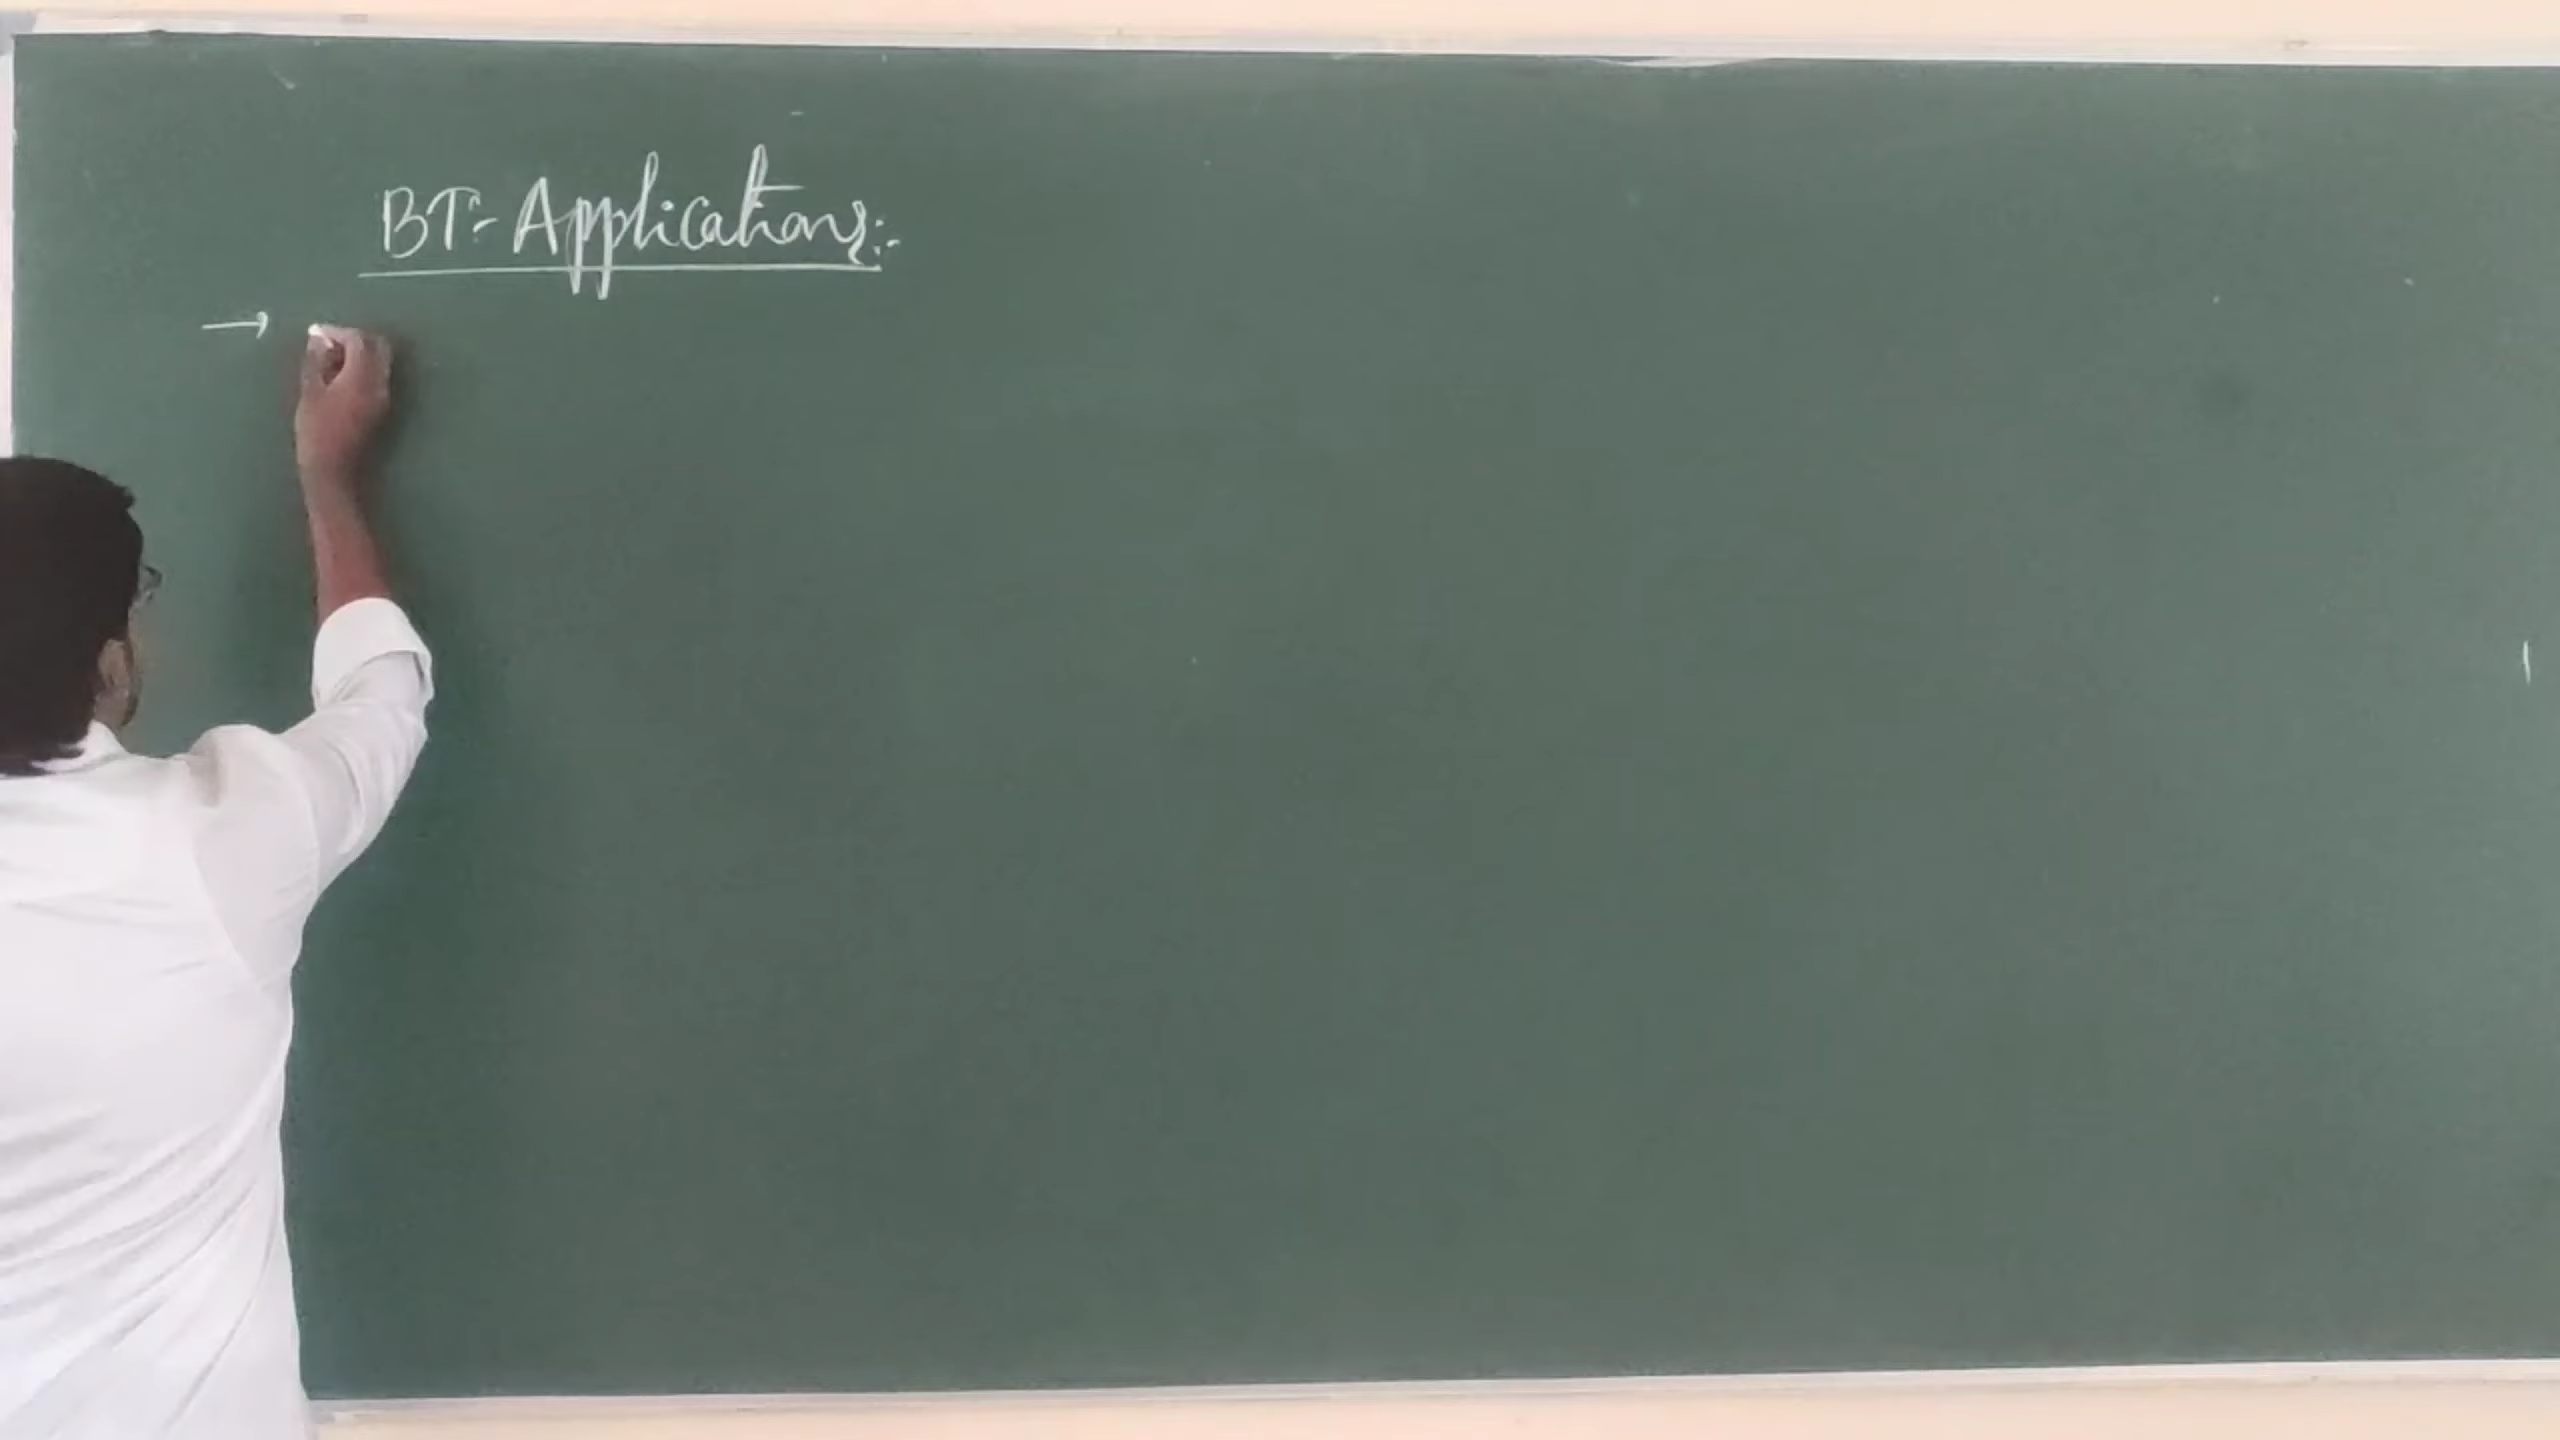 BT:- Applications:-
→